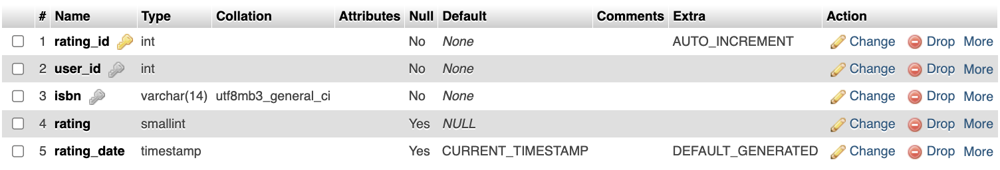 # Name Type Collation Attributes Null Default Comments Extra Action
1 rating_id int No None AUTO_INCREMENT Change Drop More
2 user_id int No None Change Drop More
3 isbn varchar(14) utf8mb3_general_ci No None Change Drop More
4 rating smallint Yes NULL Change Drop More
5 rating_date timestamp Yes CURRENT_TIMESTAMP DEFAULT_GENERATED Change Drop More